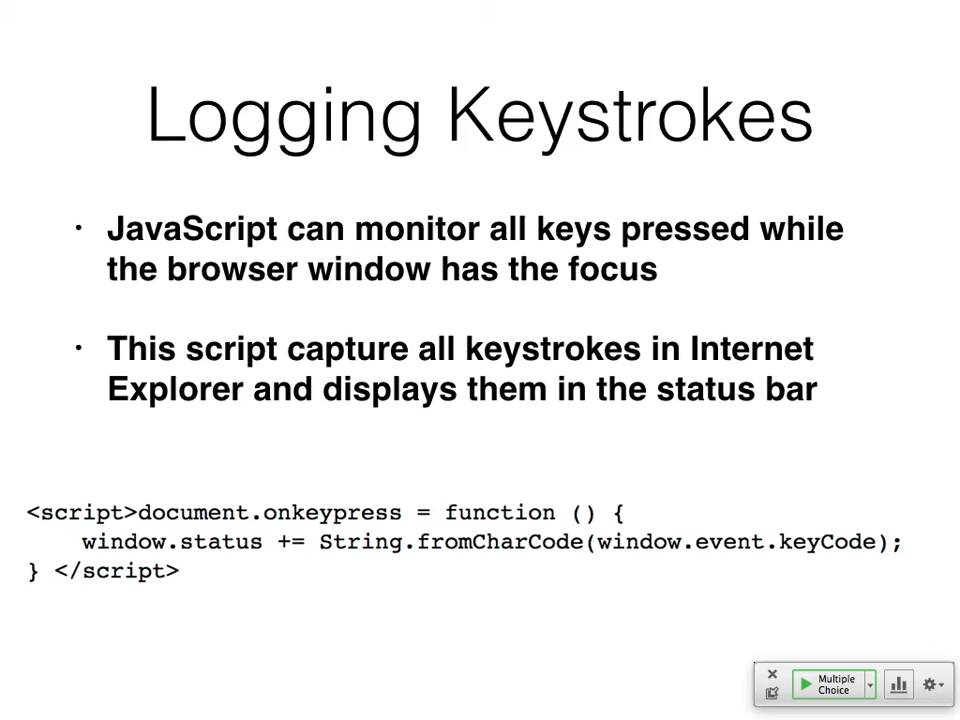 Logging Keystrokes
• JavaScript can monitor all keys pressed while
the browser window has the focus
• This script capture all keystrokes in Internet
Explorer and displays them in the status bar
<script>document.onkeypress = function () {
    window.status += String.fromCharCode(window.event.keyCode);
} </script>
Multiple
Choice